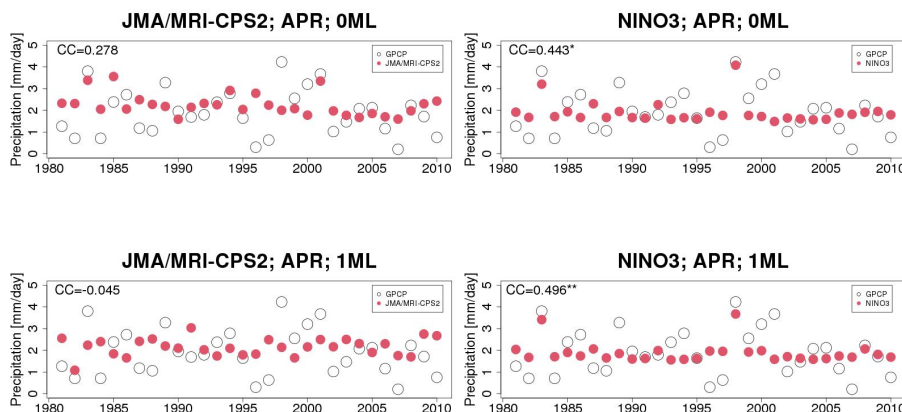 JMA/MRI-CPS2; APR; 0ML
CC=0.278
GPCP
JMA/MRI-CPS2
Precipitation [mm/day]
5
4
3
2
1
0
1980 1985 1990 1995 2000 2005 2010
NINO3; APR; 0ML
CC=0.443*
GPCP
NINO3
Precipitation [mm/day]
5
4
3
2
1
0
1980 1985 1990 1995 2000 2005 2010
JMA/MRI-CPS2; APR; 1ML
CC=-0.045
GPCP
JMA/MRI-CPS2
Precipitation [mm/day]
5
4
3
2
1
0
1980 1985 1990 1995 2000 2005 2010
NINO3; APR; 1ML
CC=0.496**
GPCP
NINO3
Precipitation [mm/day]
5
4
3
2
1
0
1980 1985 1990 1995 2000 2005 2010